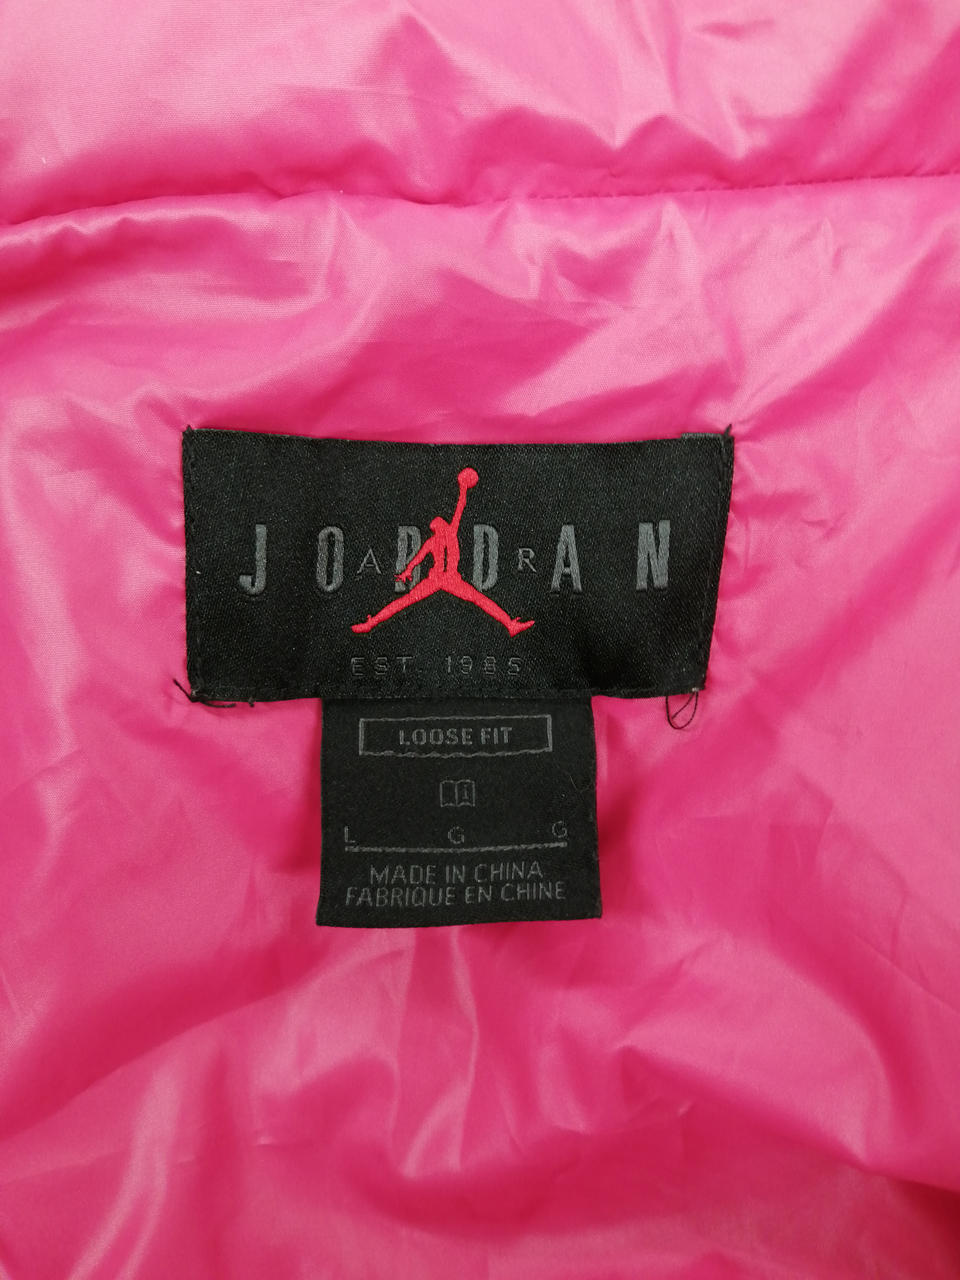 JORDAN
AIR
EST. 1985
LOOSE FIT
L G G
MADE IN CHINA
FABRIQUE EN CHINE